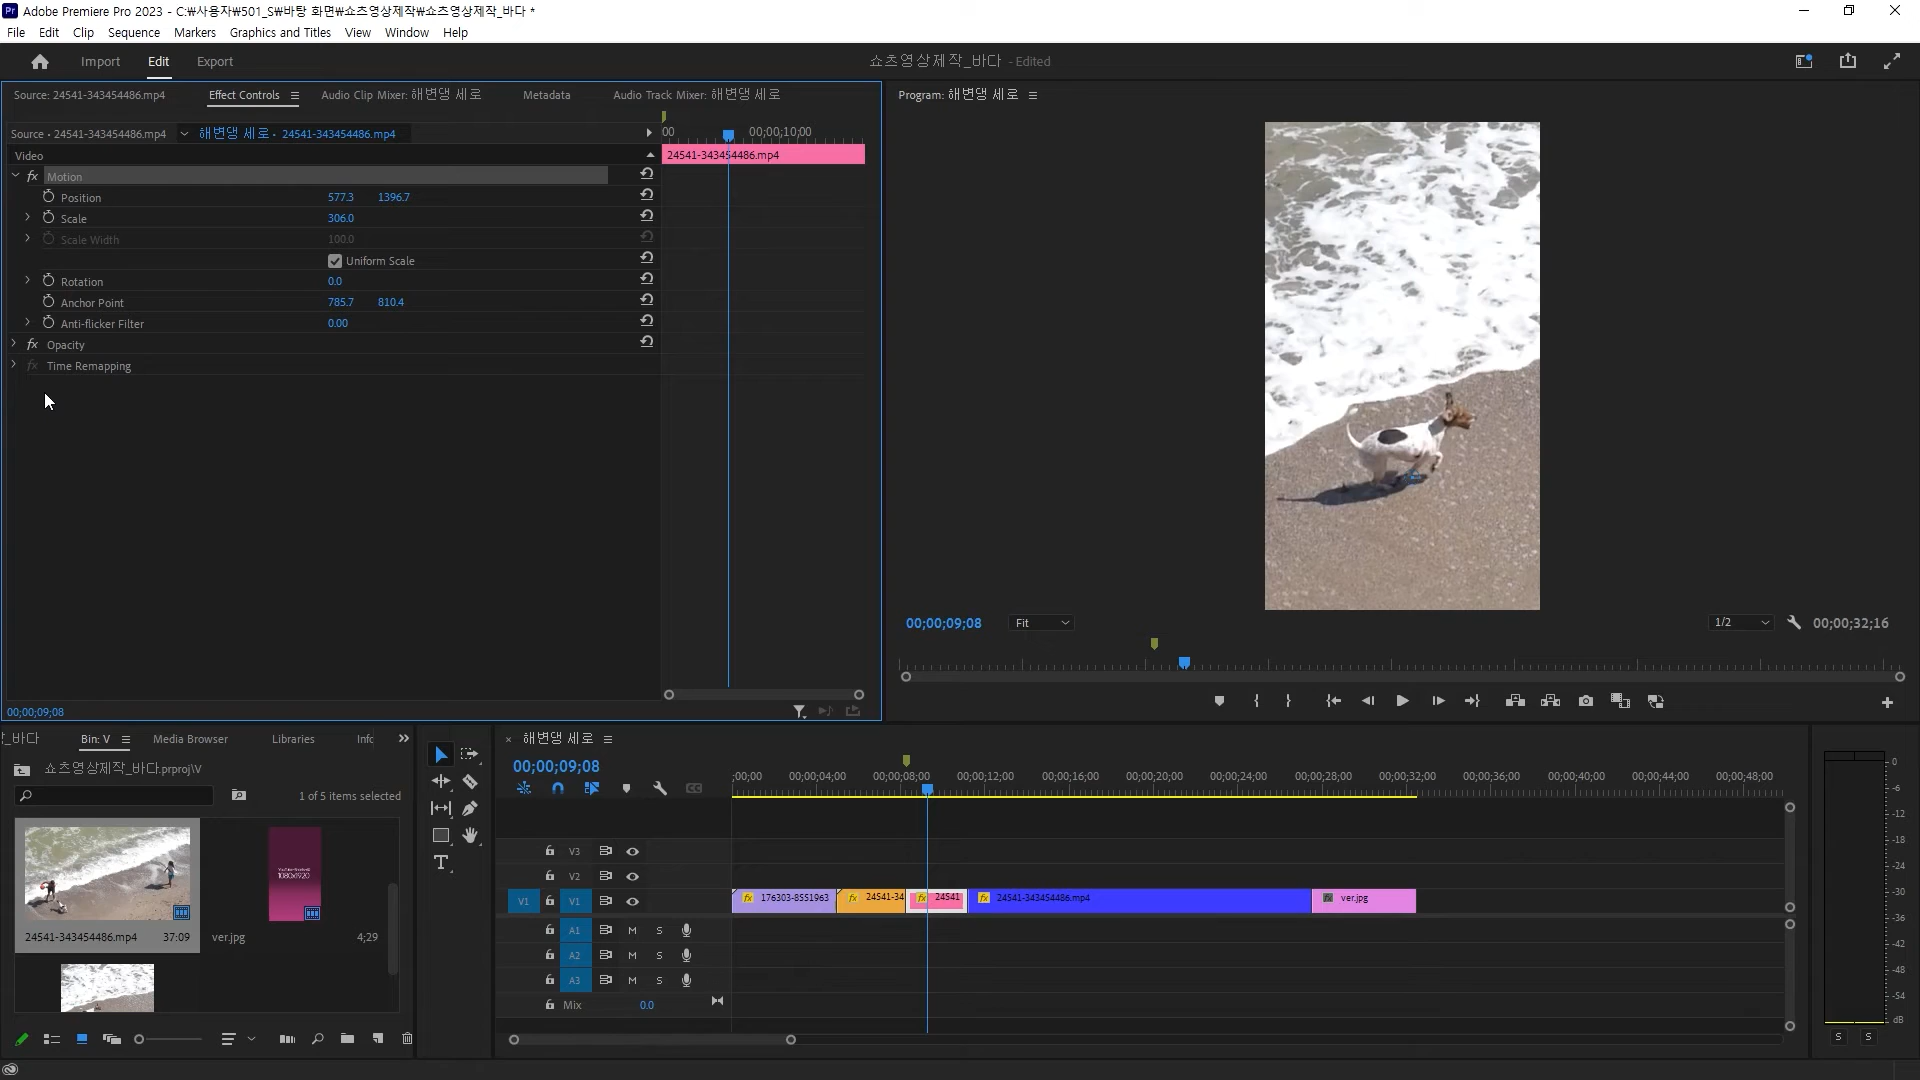 Adobe Premiere Pro 2023 - C:₩사용자₩501_S₩바탕 화면₩쇼츠영상제작₩쇼츠영상제작_바다 *
File Edit Clip Sequence Markers Graphics and Titles View Window Help
Import Edit Export
쇼츠영상제작_바다 - Edited
Source: 24541-343454486.mp4 Effect Controls Audio Clip Mixer: 해변댕 세로 Metadata Audio Track Mixer: 해변댕 세로
Source • 24541-343454486.mp4 해변댕 세로 • 24541-343454486.mp4
00 00;00;10;00
Video
24541-343454486.mp4
fx Motion
Position 577.3 1396.7
Scale 306.0
Scale Width 100.0
Uniform Scale
Rotation 0.0
Anchor Point 785.7 810.4
Anti-flicker Filter 0.00
fx Opacity
fx Time Remapping
00;00;09;08
Program: 해변댕 세로
00;00;09;08 Fit 1/2 00;00;32;16
_바다 Bin: V Media Browser Libraries Info
쇼츠영상제작_바다.prproj₩V
1 of 5 items selected
24541-343454486.mp4 37:09
1080x1920
ver.jpg 4;29
해변댕 세로
00;00;09;08
;00;00 00;00;04;00 00;00;08;00 00;00;12;00 00;00;16;00 00;00;20;00 00;00;24;00 00;00;28;00 00;00;32;00 00;00;36;00 00;00;40;00 00;00;44;00 00;00;48;00
V3
V2
V1 V1
fx 176303-8551963 fx 24541-34 fx 24541 fx 24541-343454486.mp4 fx ver.jpg
A1 M S
A2 M S
A3 M S
Mix 0.0
0
-6
-12
-18
-24
-30
-36
-42
-48
-54
dB
S S